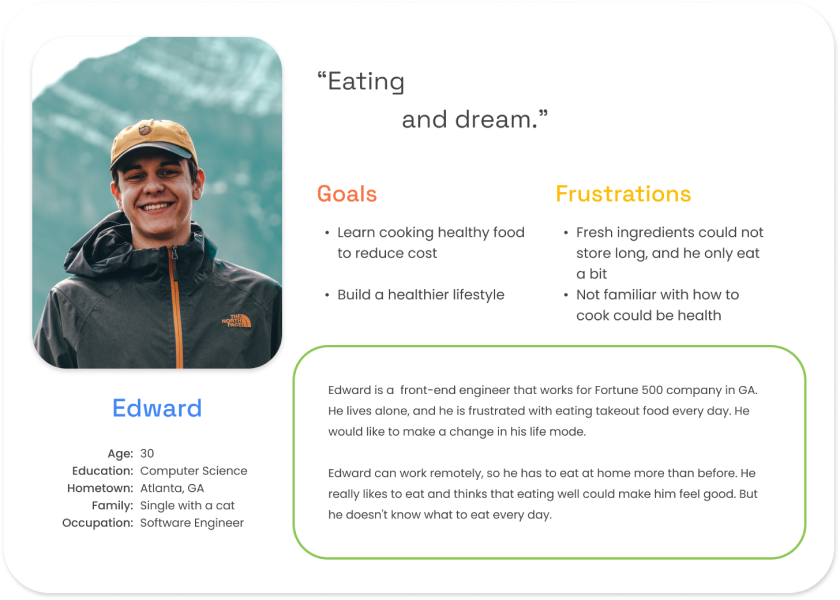 “Eating
and dream.”
Goals
• Learn cooking healthy food
to reduce cost
• Build a healthier lifestyle
Frustrations
• Fresh ingredients could not
store long, and he only eat
a bit
• Not familiar with how to
cook could be health
THE
NORTH
FACE
Edward
Age: 30
Education: Computer Science
Hometown: Atlanta, GA
Family: Single with a cat
Occupation: Software Engineer
Edward is a  front-end engineer that works for Fortune 500 company in GA.
He lives alone, and he is frustrated with eating takeout food every day. He
would like to make a change in his life mode.
Edward can work remotely, so he has to eat at home more than before. He
really likes to eat and thinks that eating well could make him feel good. But
he doesn't know what to eat every day.